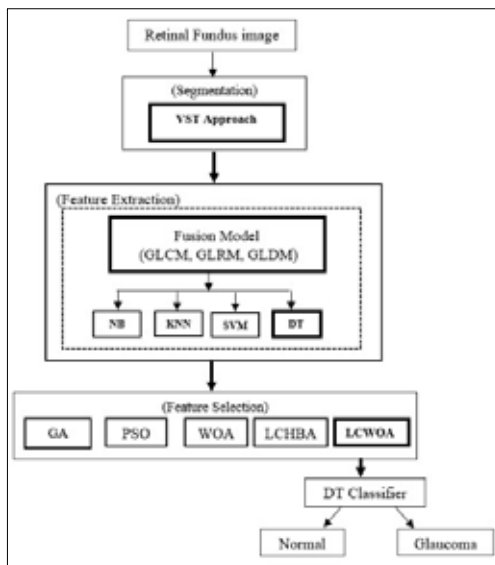 Retinal Fundus image
(Segmentation)
VST Approach
(Feature Extraction)
Fusion Model
(GLCM, GLRM, GLDM)
NB KNN SVM DT
(Feature Selection)
GA PSO WOA LCHBA LCWOA
DT Classifier
Normal Glaucoma